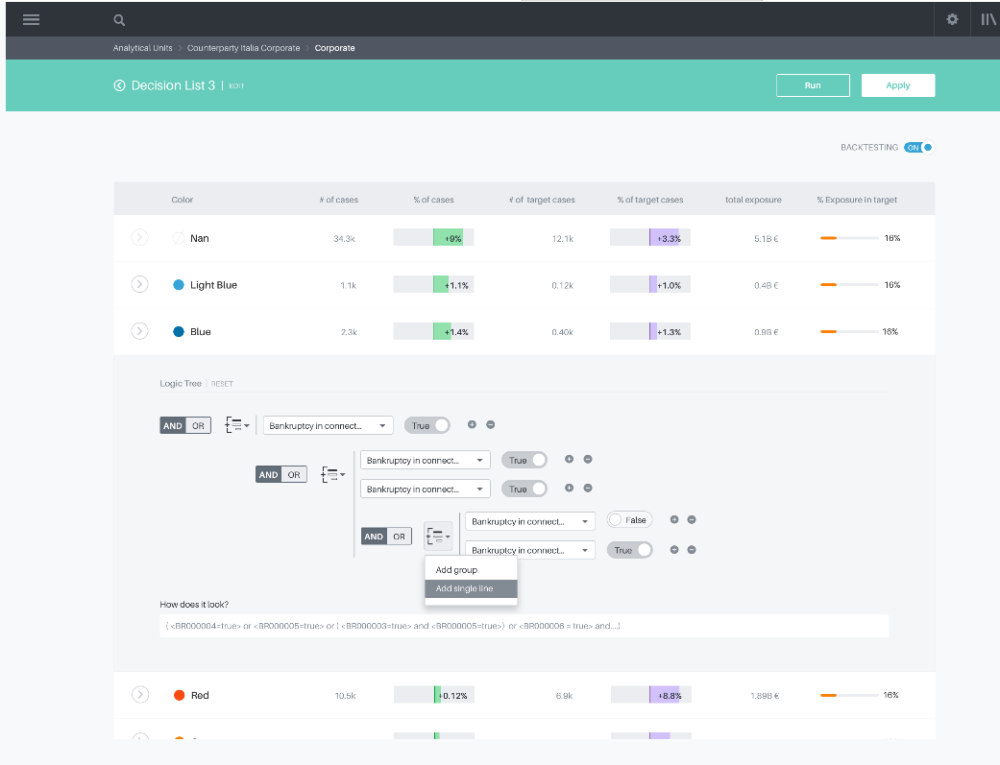 Analytical Units > Counterparty Italia Corporate > Corporate
Decision List 3 | EDIT
Run
Apply
BACKTESTING ON
Color # of cases % of cases # of target cases % of target cases total exposure % Exposure in target
Nan 34.3k +9% 12.1k +3.3% 5.1B € 16%
Light Blue 1.1k +1.1% 0.12k +1.0% 0.4B € 16%
Blue 2.3k +1.4% 0.40k +1.3% 0.9B € 16%
Logic Tree | RESET
AND OR Bankruptcy in connect... True
Bankruptcy in connect... True
AND OR
Bankruptcy in connect... True
Bankruptcy in connect... False
AND OR
Bankruptcy in connect... True
Add group
Add single line
How does it look?
( <BR000004=true> or <BR000005=true> or ( <BR000003=true> and <BR000005=true>) or <BR000006 = true> and....)
Red 10.5k +0.12% 6.9k +8.8% 1.89B € 16%